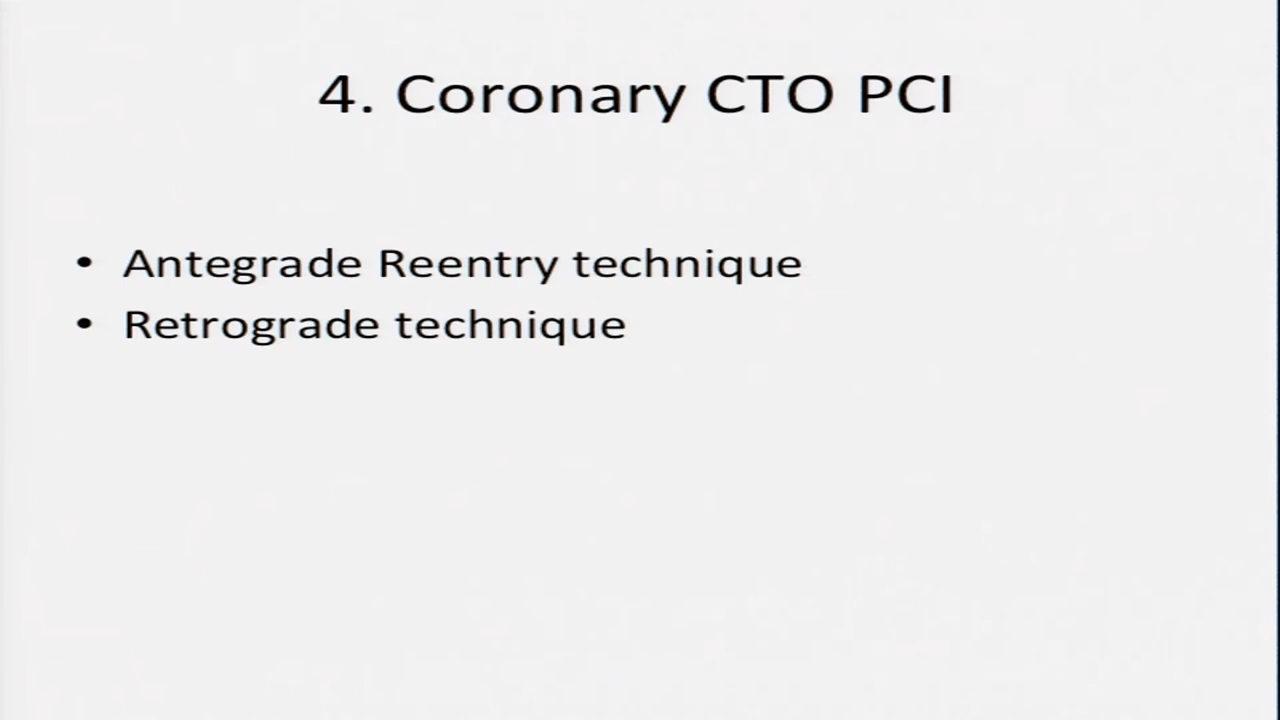 4. Coronary CTO PCI
• Antegrade Reentry technique
• Retrograde technique